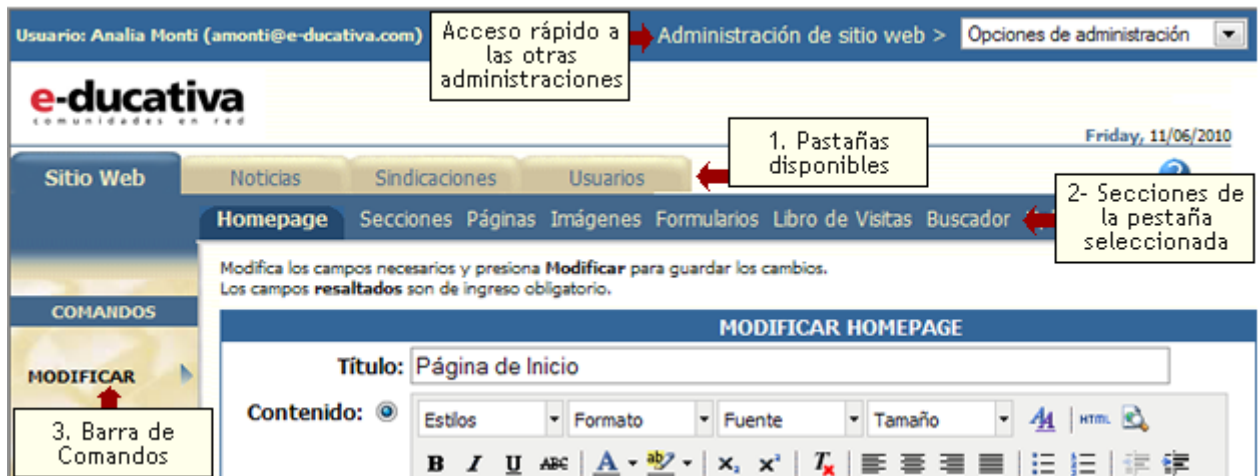 Usuario: Analia Monti (amonti@e-ducativa.com)
Acceso rápido a
las otras
administraciones
Administración de sitio web >
Opciones de administración
e-ducativa
comunidades en red
Friday, 11/06/2010
1. Pastañas
disponibles
Sitio Web
Noticias
Sindicaciones
Usuarios
2- Secciones de
la pestaña
seleccionada
Homepage Secciones Páginas Imágenes Formularios Libro de Visitas Buscador
Modifica los campos necesarios y presiona Modificar para guardar los cambios.
Los campos resaltados son de ingreso obligatorio.
COMANDOS
MODIFICAR
3. Barra de
Comandos
MODIFICAR HOMEPAGE
Título: Página de Inicio
Contenido:
Estilos Formato Fuente Tamaño HTML
B I U ABC A ab x₂ x² T